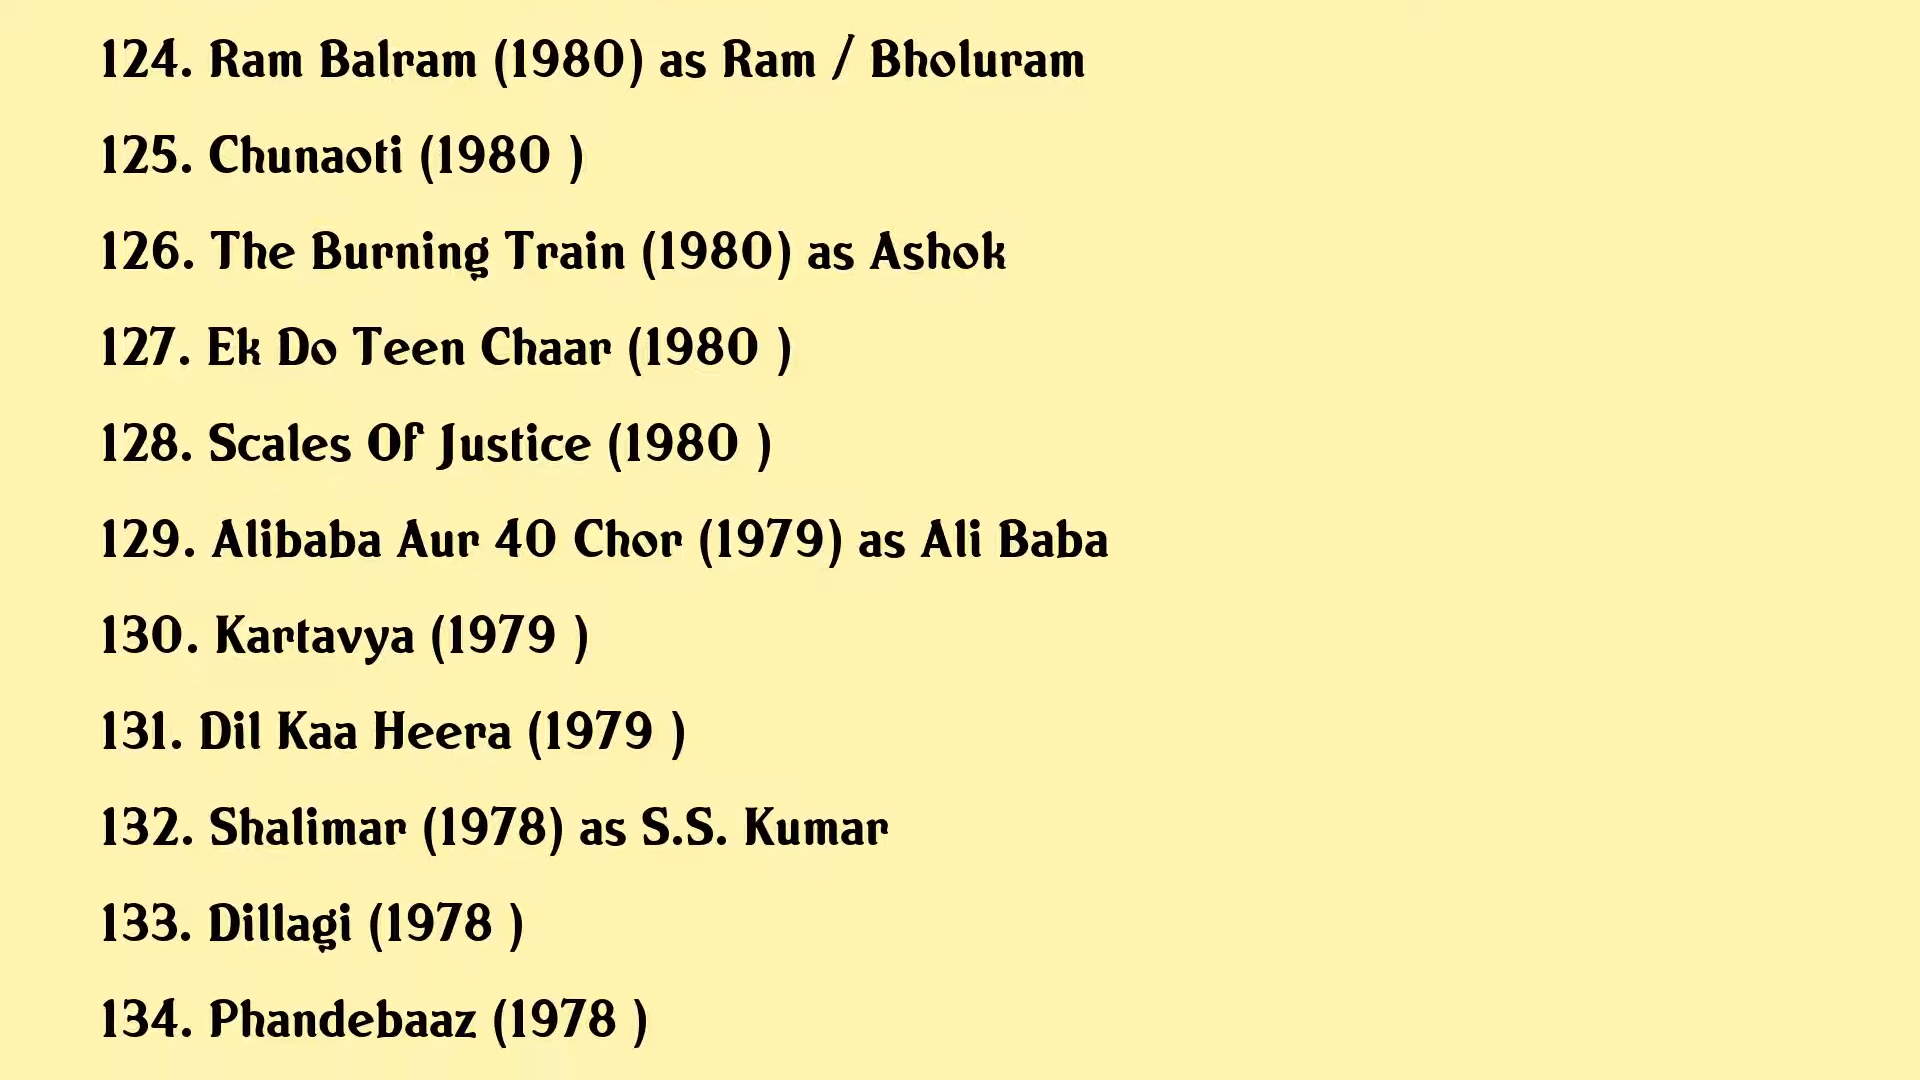 124. Ram Balram (1980) as Ram / Bholuram
125. Chunaoti (1980 )
126. The Burning Train (1980) as Ashok
127. Ek Do Teen Chaar (1980 )
128. Scales Of Justice (1980 )
129. Alibaba Aur 40 Chor (1979) as Ali Baba
130. Kartavya (1979 )
131. Dil Kaa Heera (1979 )
132. Shalimar (1978) as S.S. Kumar
133. Dillagi (1978 )
134. Phandebaaz (1978 )